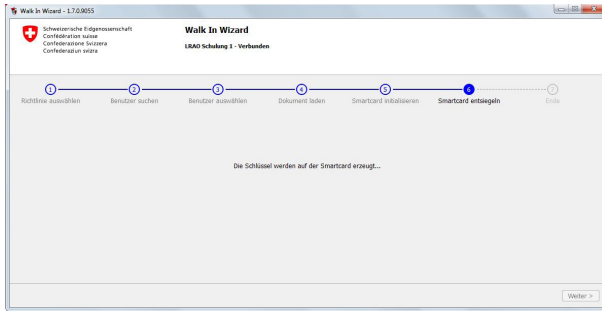 Walk In Wizard - 1.7.0.9055
Schweizerische Eidgenossenschaft
Confédération suisse
Confederazione Svizzera
Confederaziun svizra
Walk In Wizard
LRAO Schulung 1 - Verbunden
1
2
3
4
5
6
7
Richtlinie auswählen
Benutzer suchen
Benutzer auswählen
Dokument laden
Smartcard initialisieren
Smartcard entsiegeln
Ende
Die Schlüssel werden auf der Smartcard erzeugt...
Weiter >